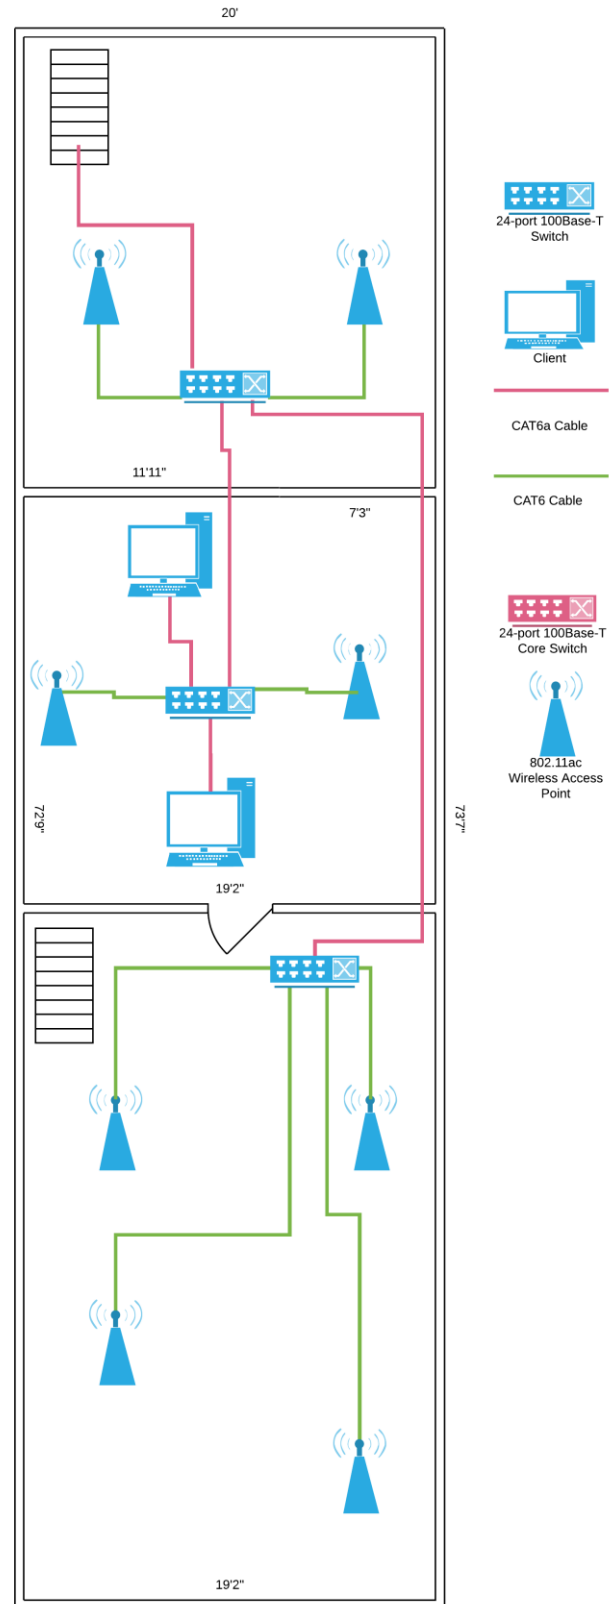 20'
24-port 100Base-T
Switch
Client
CAT6a Cable
11'11"
CAT6 Cable
7'3"
24-port 100Base-T
Core Switch
802.11ac
Wireless Access
Point
72'9"
73'7"
19'2"
19'2"